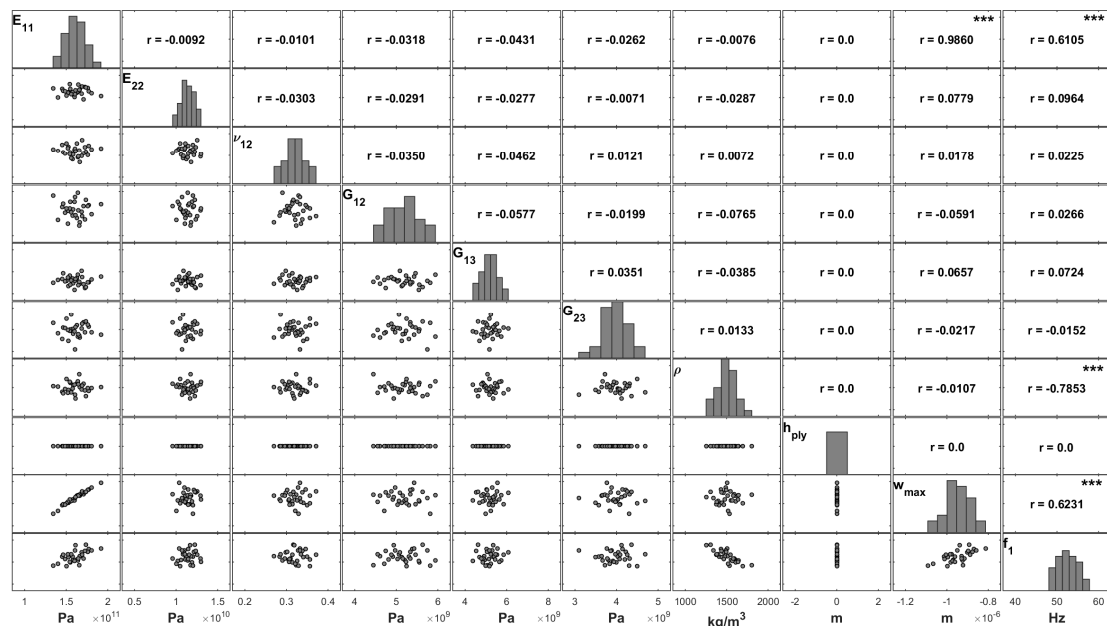 E11 *** ***
r = -0.0092 r = -0.0101 r = -0.0318 r = -0.0431 r = -0.0262 r = -0.0076 r = 0.0 r = 0.9860 r = 0.6105
E22
r = -0.0303 r = -0.0291 r = -0.0277 r = -0.0071 r = -0.0287 r = 0.0 r = 0.0779 r = 0.0964
ν12
r = -0.0350 r = -0.0462 r = 0.0121 r = 0.0072 r = 0.0 r = 0.0178 r = 0.0225
G12
r = -0.0577 r = -0.0199 r = -0.0765 r = 0.0 r = -0.0591 r = 0.0266
G13
r = 0.0351 r = -0.0385 r = 0.0 r = 0.0657 r = 0.0724
G23
r = 0.0133 r = 0.0 r = -0.0217 r = -0.0152
ρ ***
r = 0.0 r = -0.0107 r = -0.7853
hply
r = 0.0 r = 0.0
wmax ***
r = 0.6231
f1
1.5 2 0.5 1 0.2 0.3 0.4 4 5 6 4 6 8 3 4 5 1000 2000 -2 0 2 -1.2 -1 -0.8 40 50 60
Pa ×10^11 Pa ×10^10 Pa ×10^9 Pa ×10^9 Pa ×10^9 kg/m³ m m ×10^-6 Hz